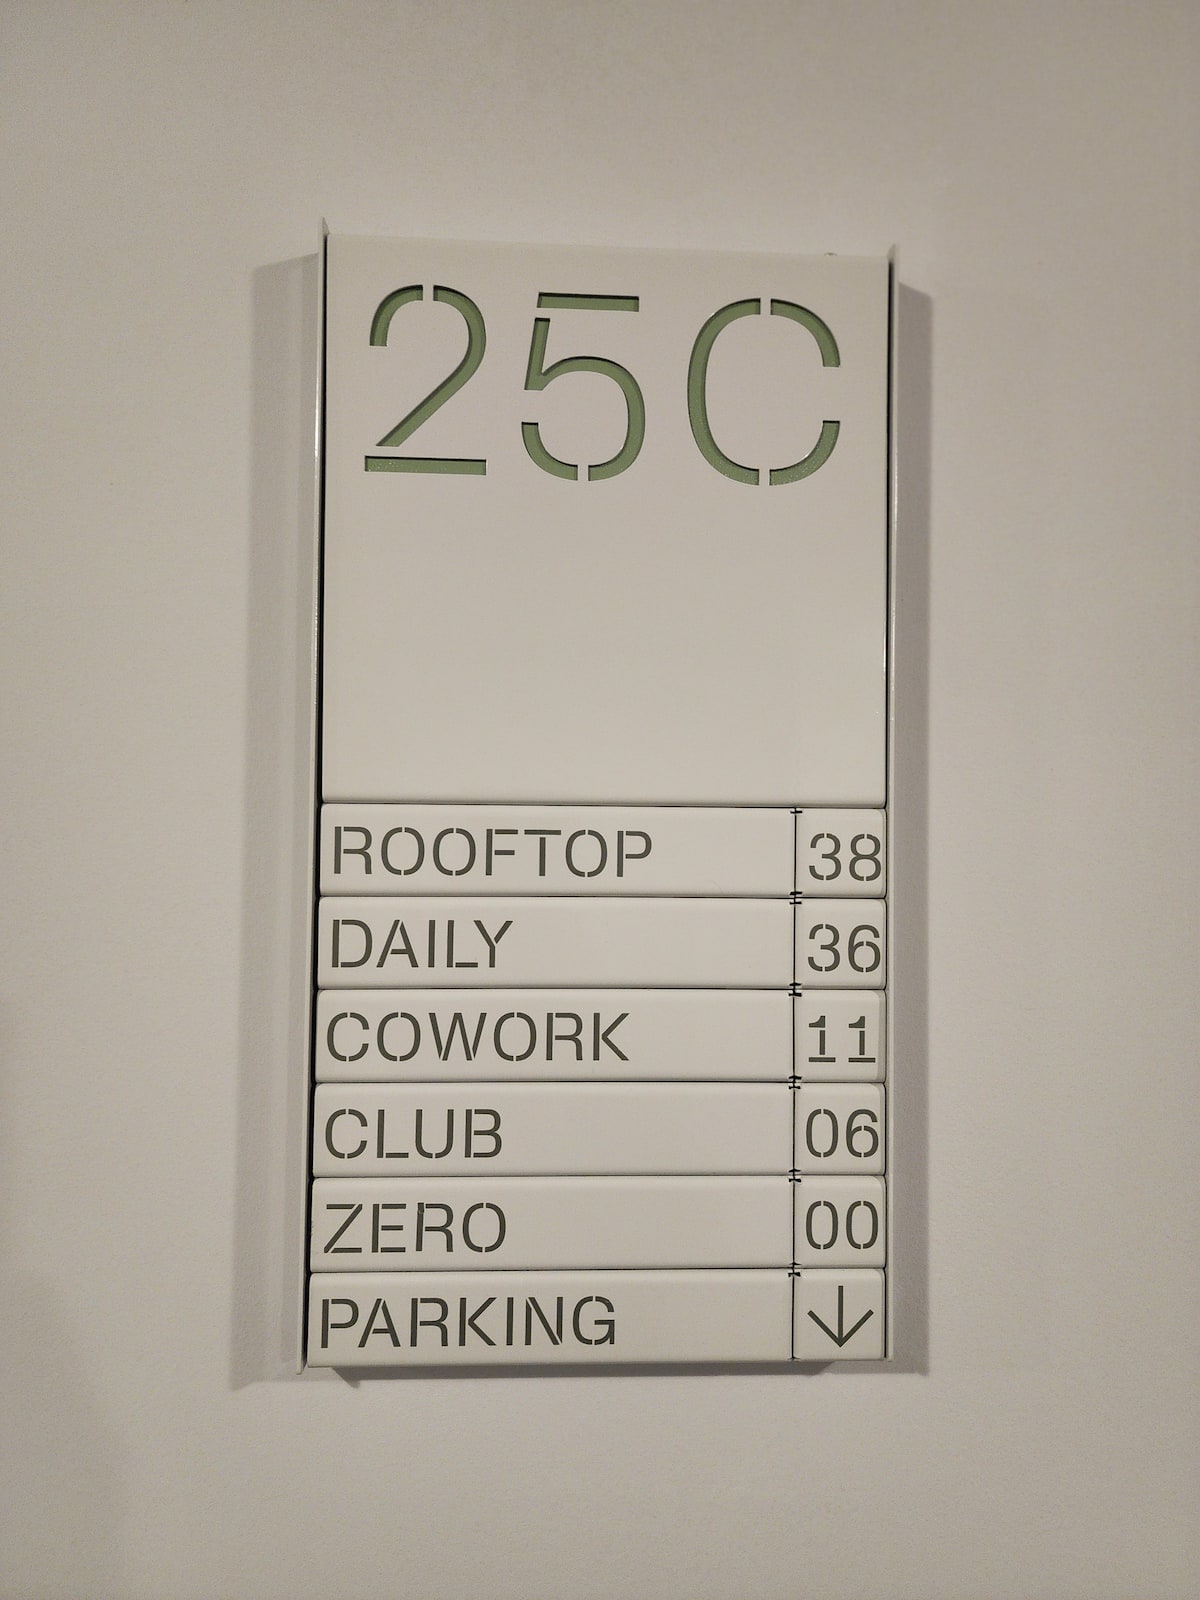 25C
ROOFTOP 38
DAILY 36
COWORK 11
CLUB 06
ZERO 00
PARKING ↓